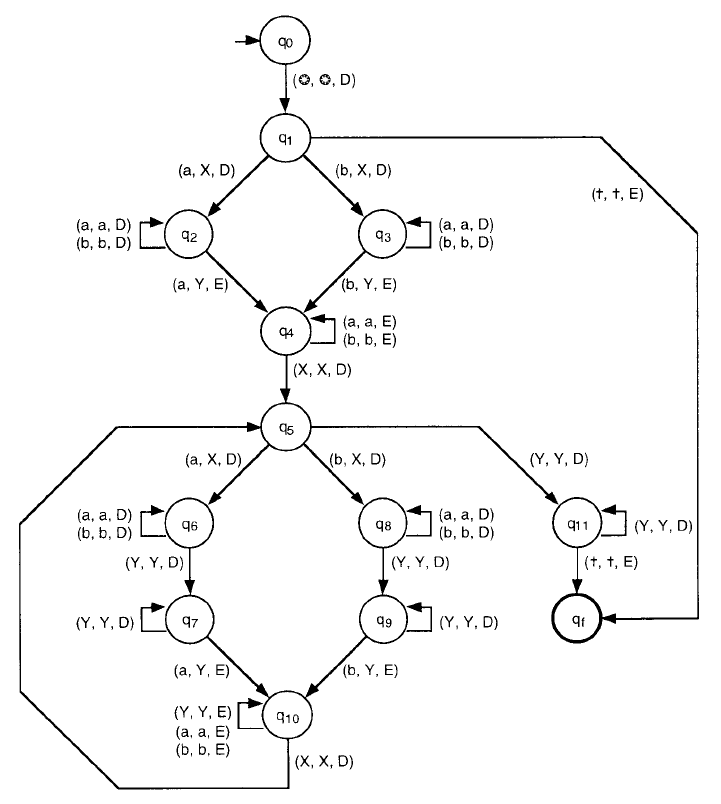 q0
(✪, ✪, D)
q1
(a, X, D)
(b, X, D)
(†, †, E)
(a, a, D)
(b, b, D)
q2
q3
(a, a, D)
(b, b, D)
(a, Y, E)
(b, Y, E)
q4
(a, a, E)
(b, b, E)
(X, X, D)
q5
(a, X, D)
(b, X, D)
(Y, Y, D)
(a, a, D)
(b, b, D)
q6
q8
(a, a, D)
(b, b, D)
q11
(Y, Y, D)
(Y, Y, D)
(Y, Y, D)
(†, †, E)
(Y, Y, D)
q7
q9
(Y, Y, D)
qf
(a, Y, E)
(b, Y, E)
(Y, Y, E)
(a, a, E)
(b, b, E)
q10
(X, X, D)